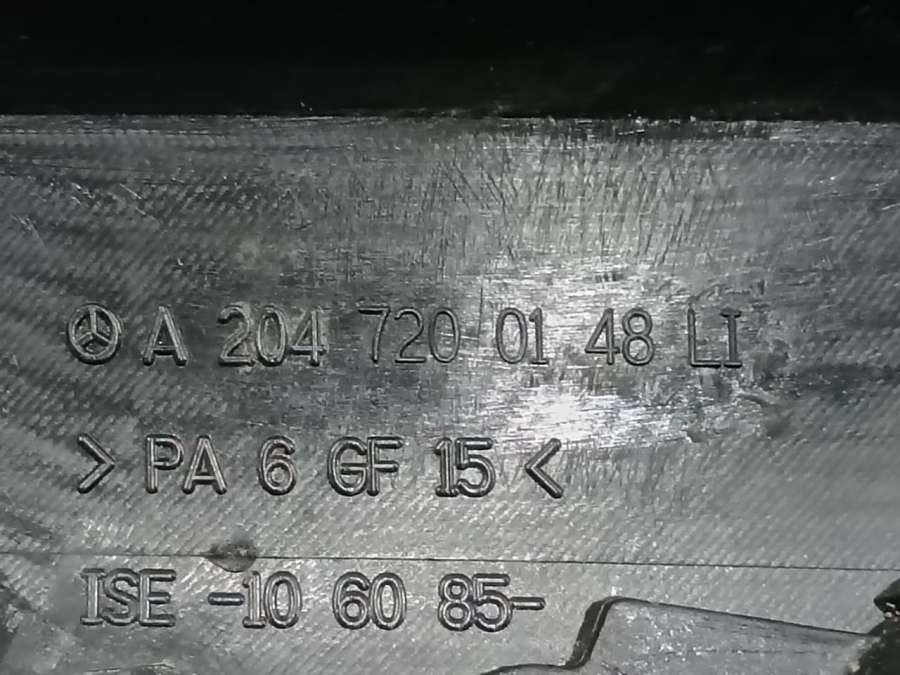 A 204 720 01 48 LI
> PA 6 GF 15 <
ISE -10 60 85-